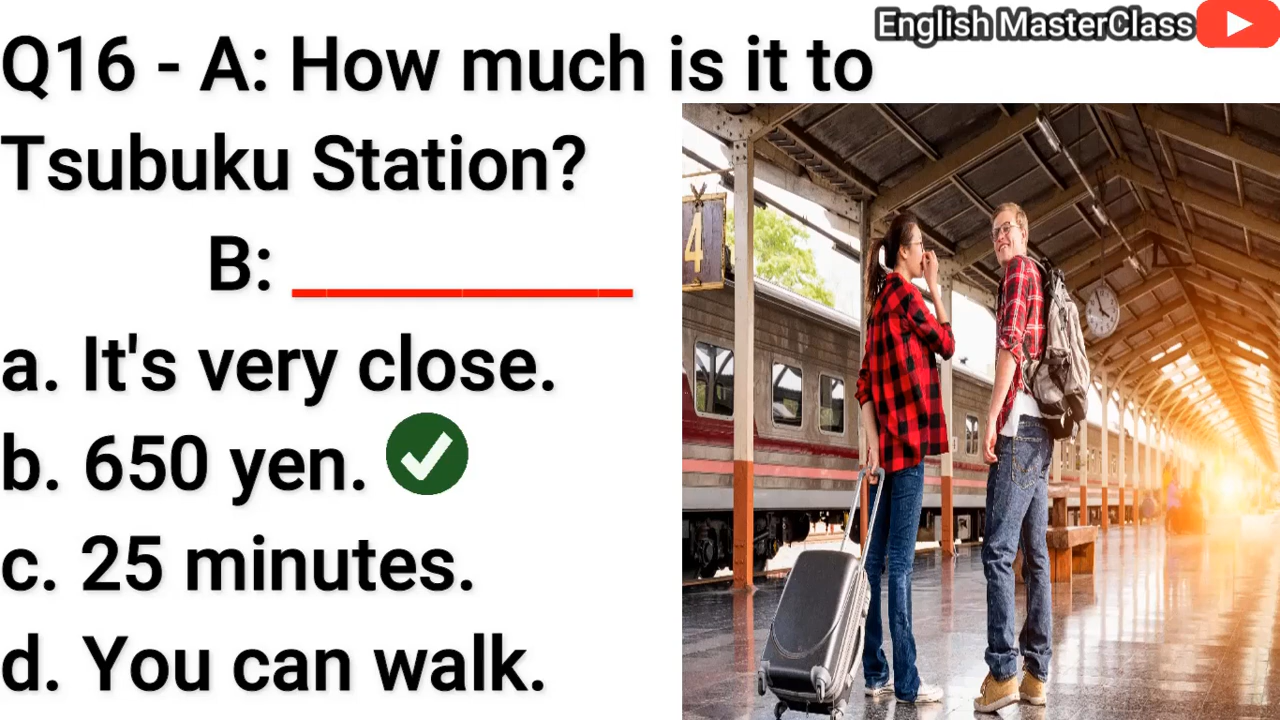 English MasterClass
Q16 - A: How much is it to
Tsubuku Station?
B: __________
a. It's very close.
b. 650 yen.
c. 25 minutes.
d. You can walk.
4